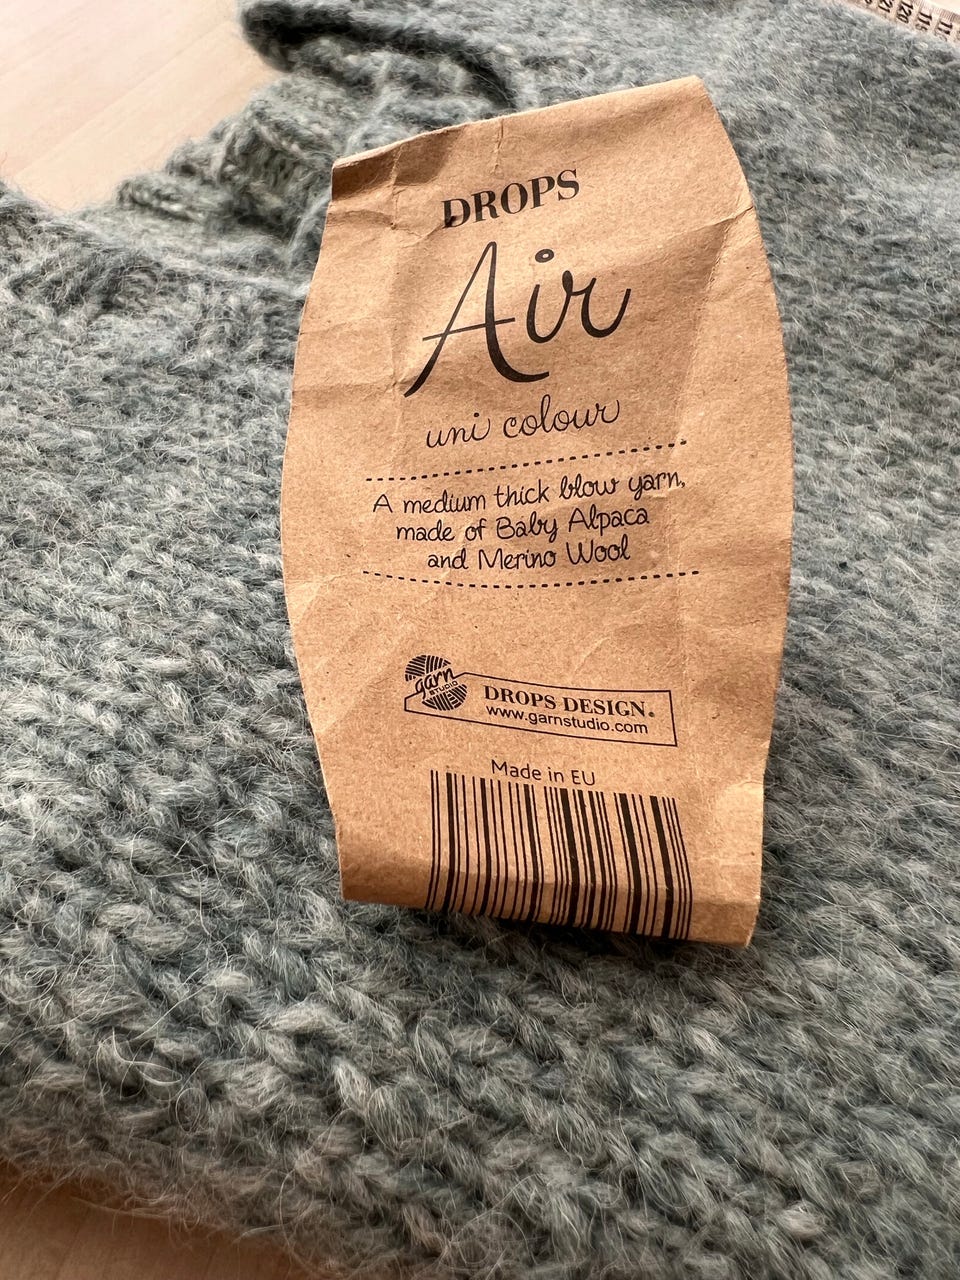 DROPS
Air
uni colour
A medium thick blow yarn,
made of Baby Alpaca
and Merino Wool
garn
STUDIO
DROPS DESIGN®
www.garnstudio.com
Made in EU